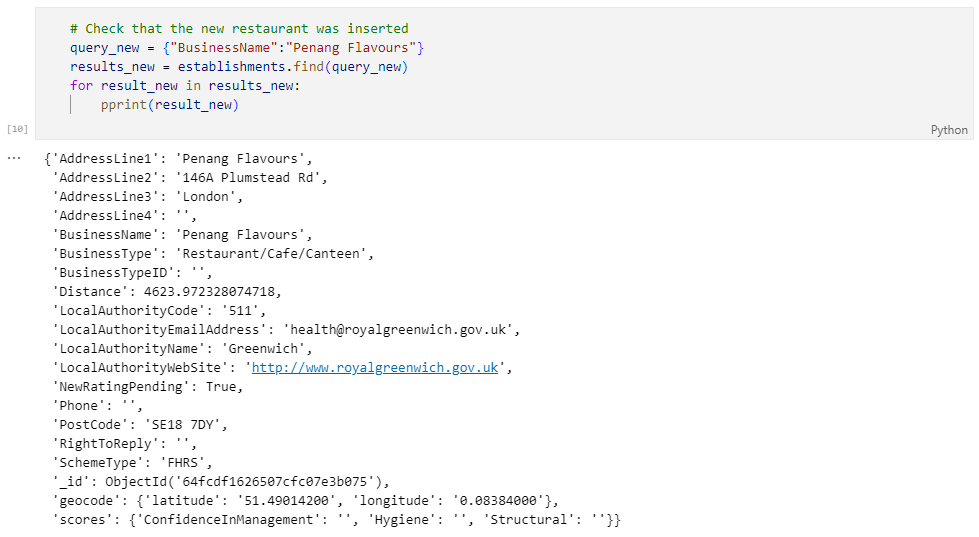 # Check that the new restaurant was inserted
query_new = {"BusinessName":"Penang Flavours"}
results_new = establishments.find(query_new)
for result_new in results_new:
    pprint(result_new)
[10]
Python
...
{'AddressLine1': 'Penang Flavours',
 'AddressLine2': '146A Plumstead Rd',
 'AddressLine3': 'London',
 'AddressLine4': '',
 'BusinessName': 'Penang Flavours',
 'BusinessType': 'Restaurant/Cafe/Canteen',
 'BusinessTypeID': '',
 'Distance': 4623.972328074718,
 'LocalAuthorityCode': '511',
 'LocalAuthorityEmailAddress': 'health@royalgreenwich.gov.uk',
 'LocalAuthorityName': 'Greenwich',
 'LocalAuthorityWebSite': 'http://www.royalgreenwich.gov.uk',
 'NewRatingPending': True,
 'Phone': '',
 'PostCode': 'SE18 7DY',
 'RightToReply': '',
 'SchemeType': 'FHRS',
 '_id': ObjectId('64fcdf1626507cfc07e3b075'),
 'geocode': {'latitude': '51.49014200', 'longitude': '0.08384000'},
 'scores': {'ConfidenceInManagement': '', 'Hygiene': '', 'Structural': ''}}